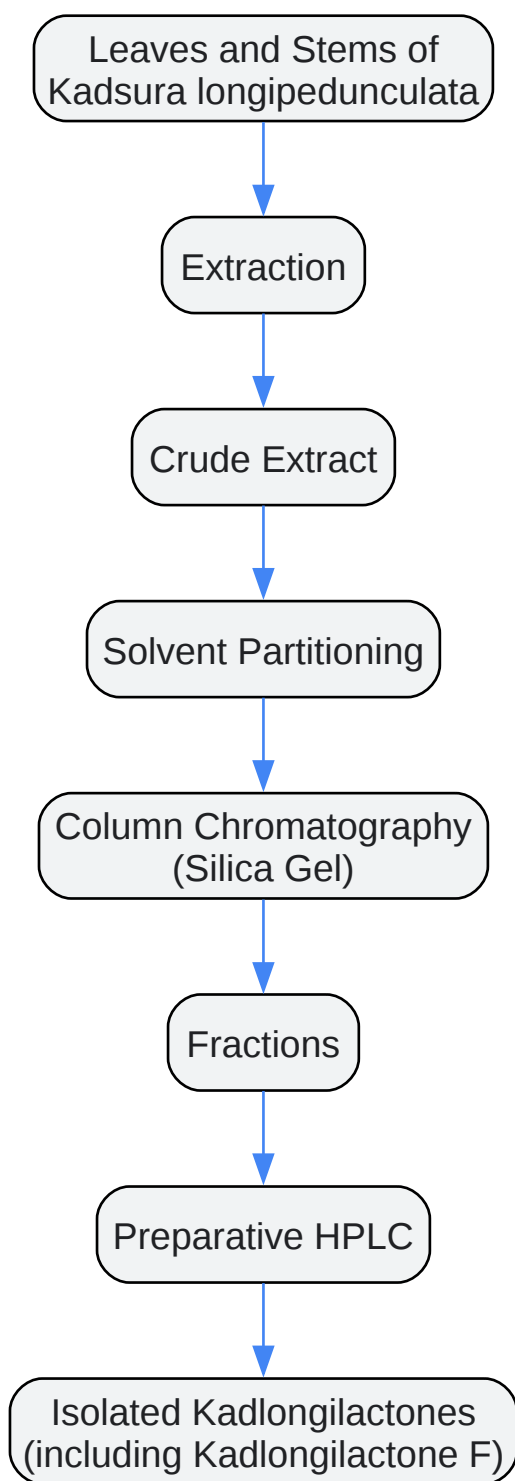 Leaves and Stems of
Kadsura longipedunculata
Extraction
Crude Extract
Solvent Partitioning
Column Chromatography
(Silica Gel)
Fractions
Preparative HPLC
Isolated Kadlongilactones
(including Kadlongilactone F)